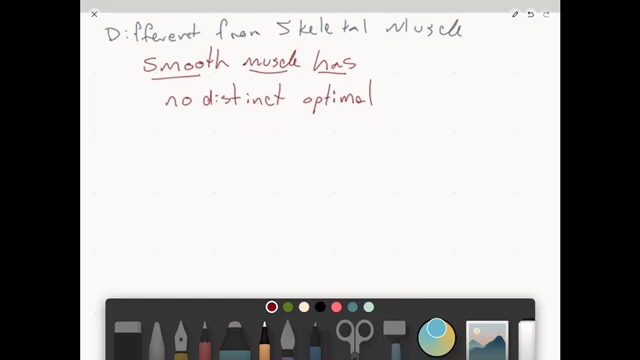 Different from Skeletal Muscle
Smooth muscle has
no distinct optimal